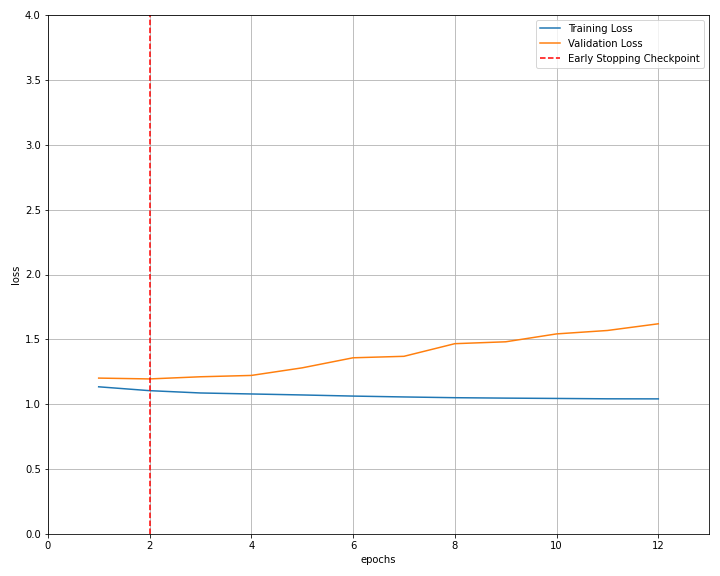 4.0
3.5
3.0
2.5
2.0
1.5
1.0
0.5
0.0
loss
0 2 4 6 8 10 12
epochs
Training Loss
Validation Loss
Early Stopping Checkpoint